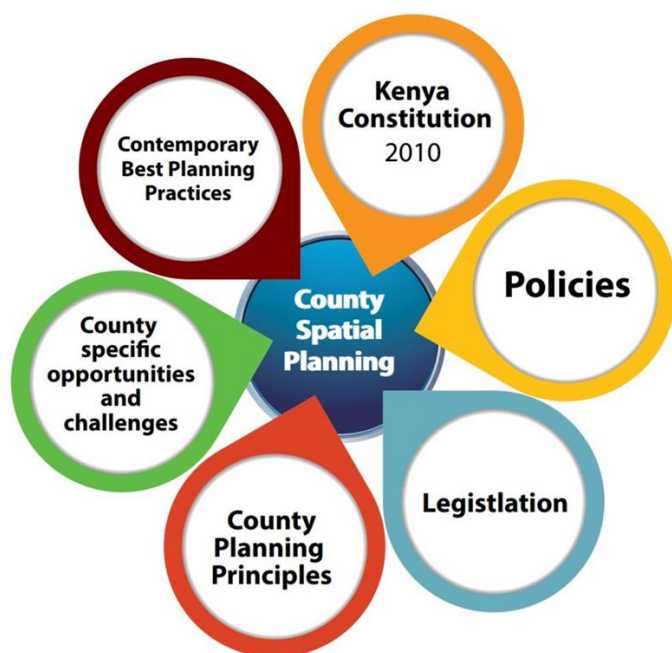 Kenya
Constitution
2010
Policies
Legistlation
County
Planning
Principles
County
specific
opportunities
and
challenges
Contemporary
Best Planning
Practices
County
Spatial
Planning